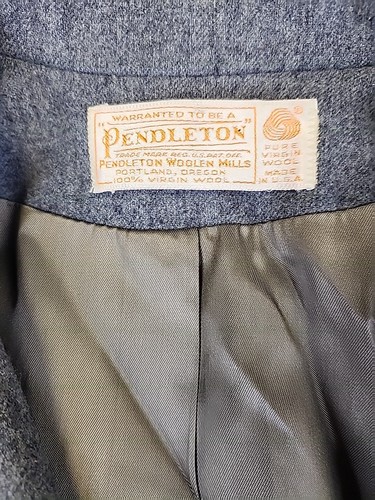 WARRANTED TO BE A
"PENDLETON"
TRADE MARK REG. U.S. PAT. OFF.
PENDLETON WOOLEN MILLS
PORTLAND, OREGON
100% VIRGIN WOOL
®
PURE
VIRGIN
WOOL
MADE
IN U.S.A.